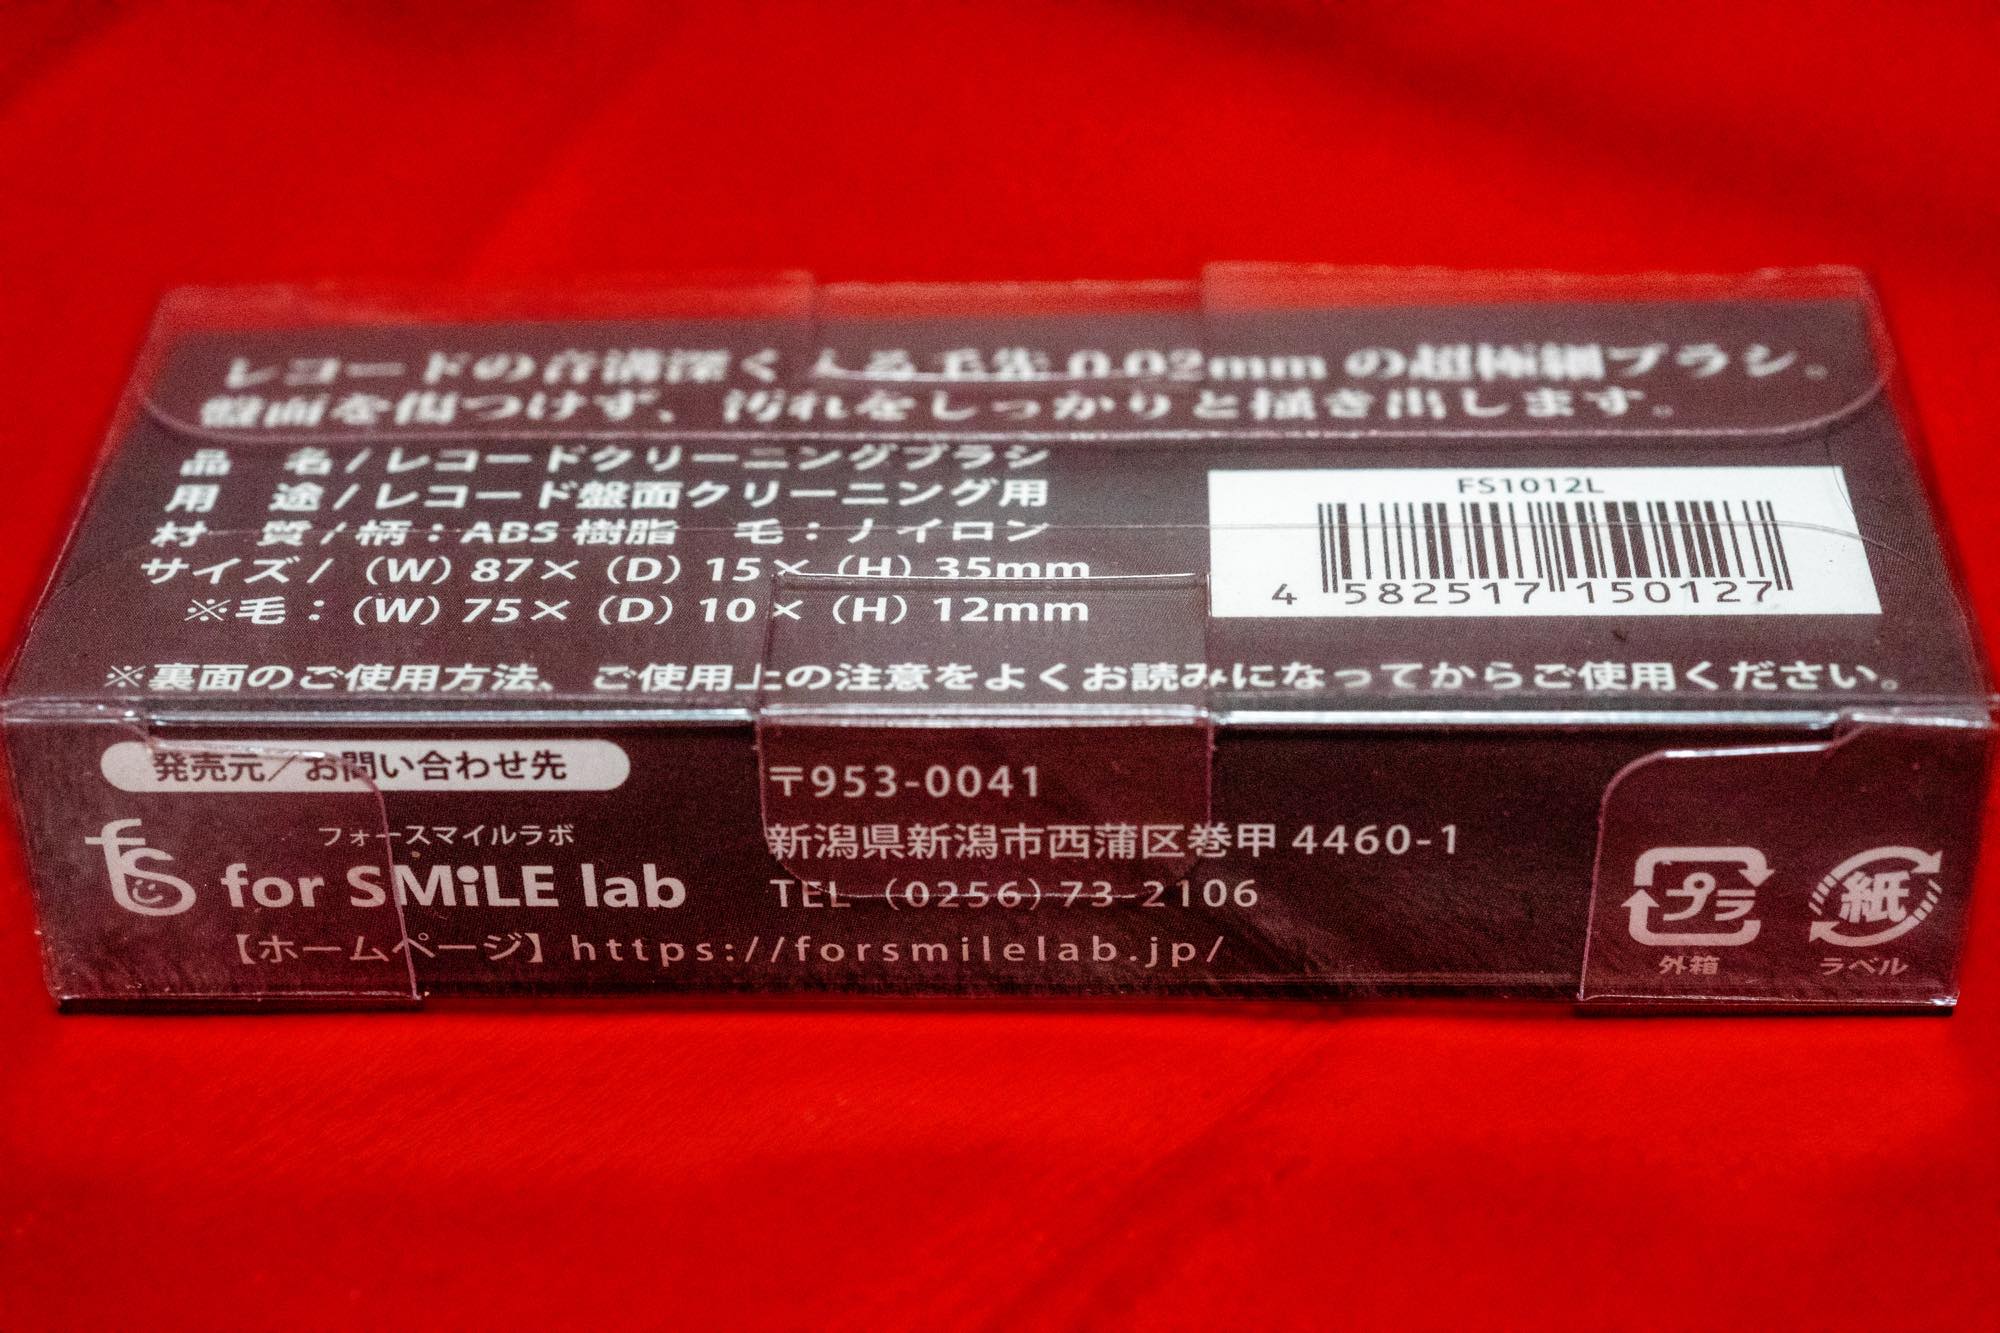 レコードの音溝深く入る毛先0.02mmの超極細ブラシ。
盤面を傷つけず、汚れをしっかりと掻き出します。
品　名/レコードクリーニングブラシ
用　途/レコード盤面クリーニング用
材　質/柄：ABS 樹脂　毛：ナイロン
サイズ/（W）87×（D）15×（H）35mm
※毛：（W）75×（D）10×（H）12mm
FS1012L
4 582517 150127
※裏面のご使用方法、ご使用上の注意をよくお読みになってからご使用ください。
発売元/お問い合わせ先
フォースマイルラボ
fs for SMiLE lab
【ホームページ】https://forsmilelab.jp/
〒953-0041
新潟県新潟市西蒲区巻甲 4460-1
TEL （0256）73-2106
プラ
外箱
紙
ラベル